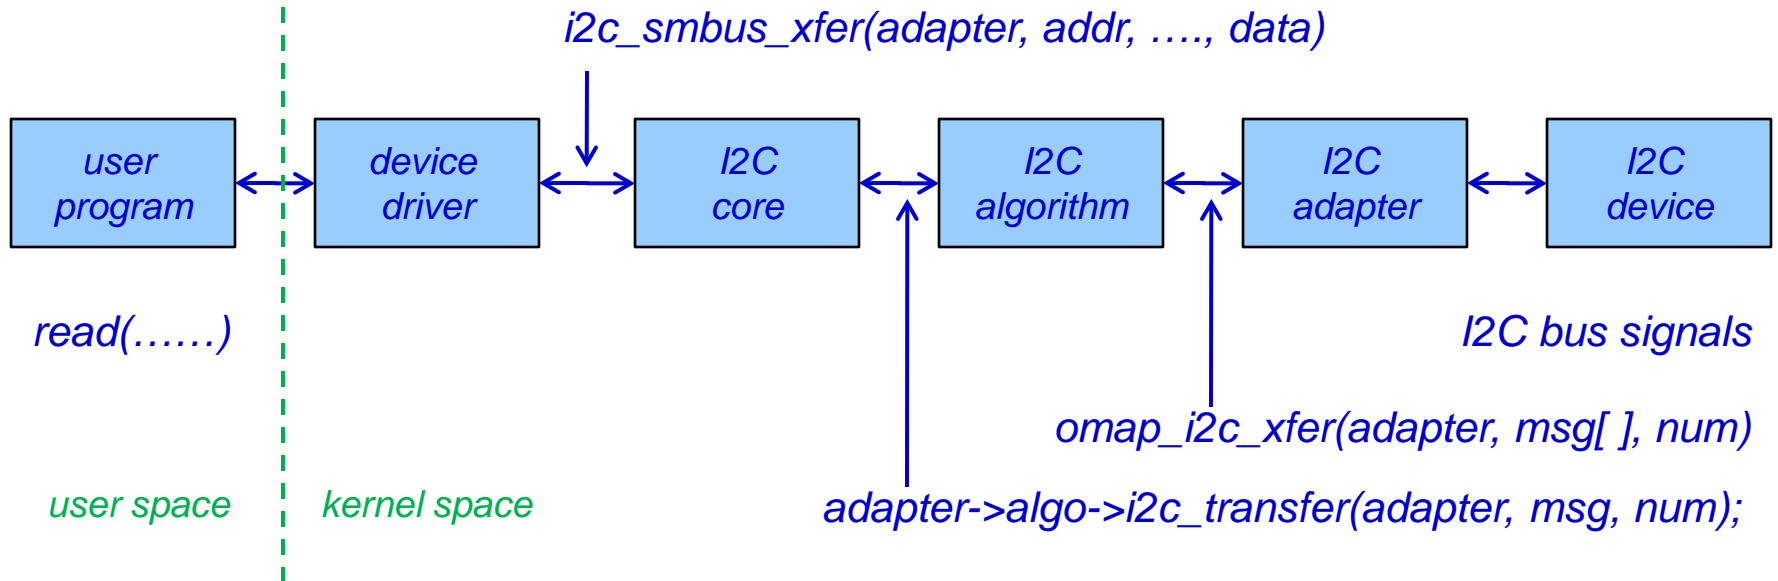 i2c_smbus_xfer(adapter, addr, …., data)
user
program
device
driver
I2C
core
I2C
algorithm
I2C
adapter
I2C
device
read(……)
I2C bus signals
omap_i2c_xfer(adapter, msg[ ], num)
user space
kernel space
adapter->algo->i2c_transfer(adapter, msg, num);